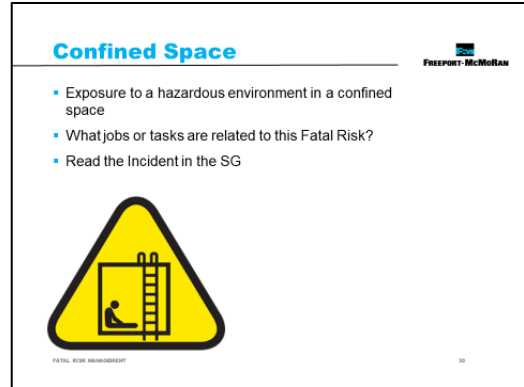 Confined Space
FCX
FREEPORT-McMoRAN
Exposure to a hazardous environment in a confined
space
What jobs or tasks are related to this Fatal Risk?
Read the Incident in the SG
FATAL RISK MANAGEMENT